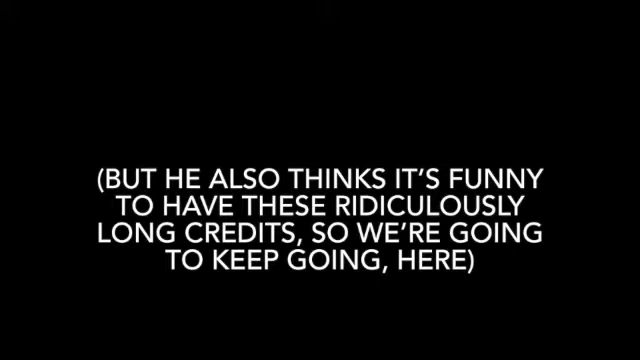 (BUT HE ALSO THINKS IT'S FUNNY
TO HAVE THESE RIDICULOUSLY
LONG CREDITS, SO WE'RE GOING
TO KEEP GOING, HERE)